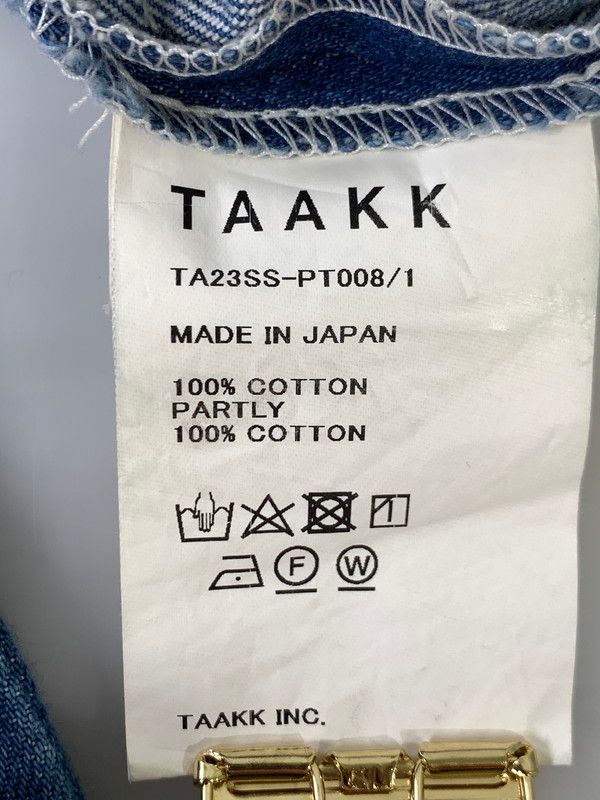 TAAKK
TA23SS-PT008/1
MADE IN JAPAN
100% COTTON
PARTLY
100% COTTON
F W
TAAKK INC.